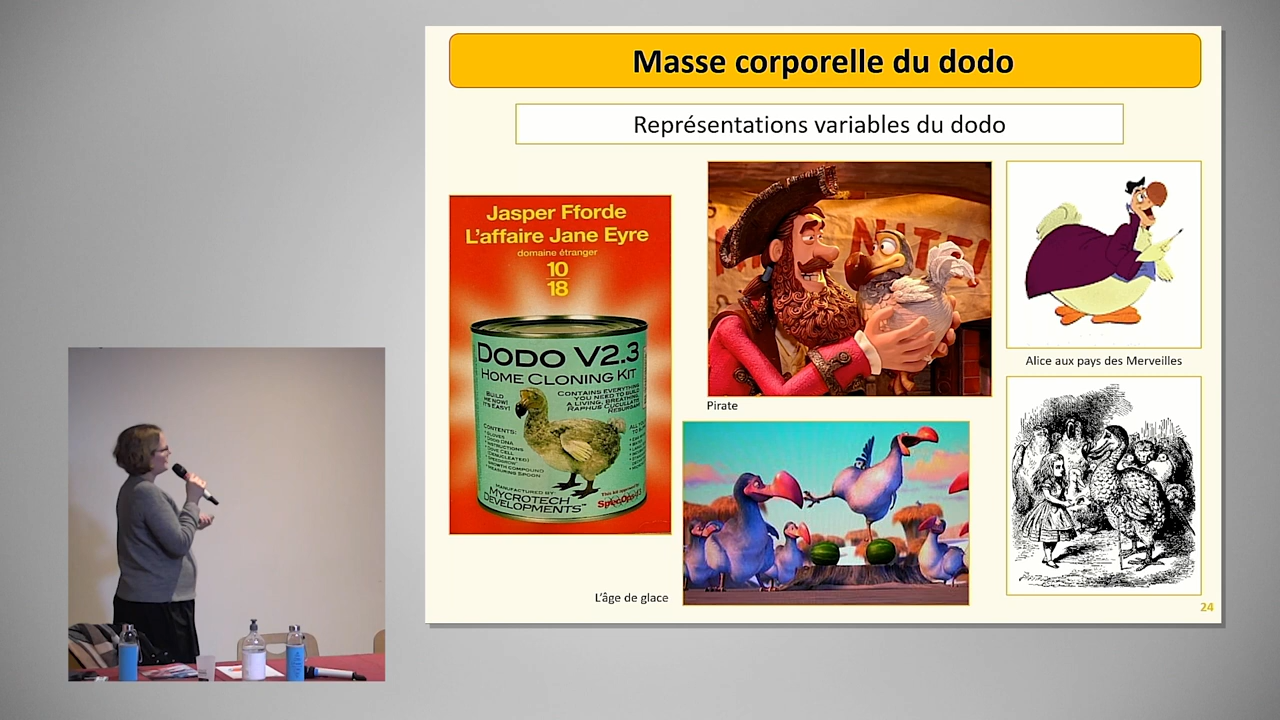 Masse corporelle du dodo
Représentations variables du dodo
Jasper Fforde
L'affaire Jane Eyre
domaine étranger
10
18
DODO V2.3
HOME CLONING KIT
BUILD
ME NOW!
IT'S EASY!
CONTAINS EVERYTHING
YOU NEED TO BUILD
A LIVING, BREATHING
RAPHUS CUCULLATUS
CONTENTS:
MANUFACTURED BY:
MYCROTECH
DEVELOPMENTS
Pirate
Alice aux pays des Merveilles
L'âge de glace
24